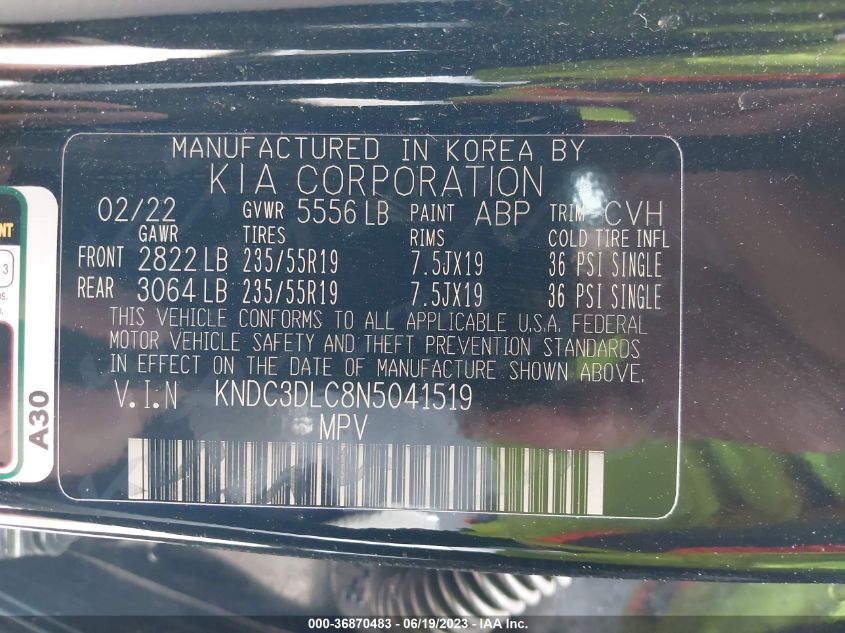 MANUFACTURED IN KOREA BY
KIA CORPORATION
02/22 GVWR 5556 LB PAINT ABP TRIM CVH
GAWR TIRES RIMS COLD TIRE INFL
FRONT 2822 LB 235/55R19 7.5JX19 36 PSI SINGLE
REAR 3064 LB 235/55R19 7.5JX19 36 PSI SINGLE
THIS VEHICLE CONFORMS TO ALL APPLICABLE U.S.A. FEDERAL
MOTOR VEHICLE SAFETY AND THEFT PREVENTION STANDARDS
IN EFFECT ON THE DATE OF MANUFACTURE SHOWN ABOVE.
V.I.N KNDC3DLC8N5041519
MPV
A30
000-36870483 - 06/19/2023 - IAA Inc.